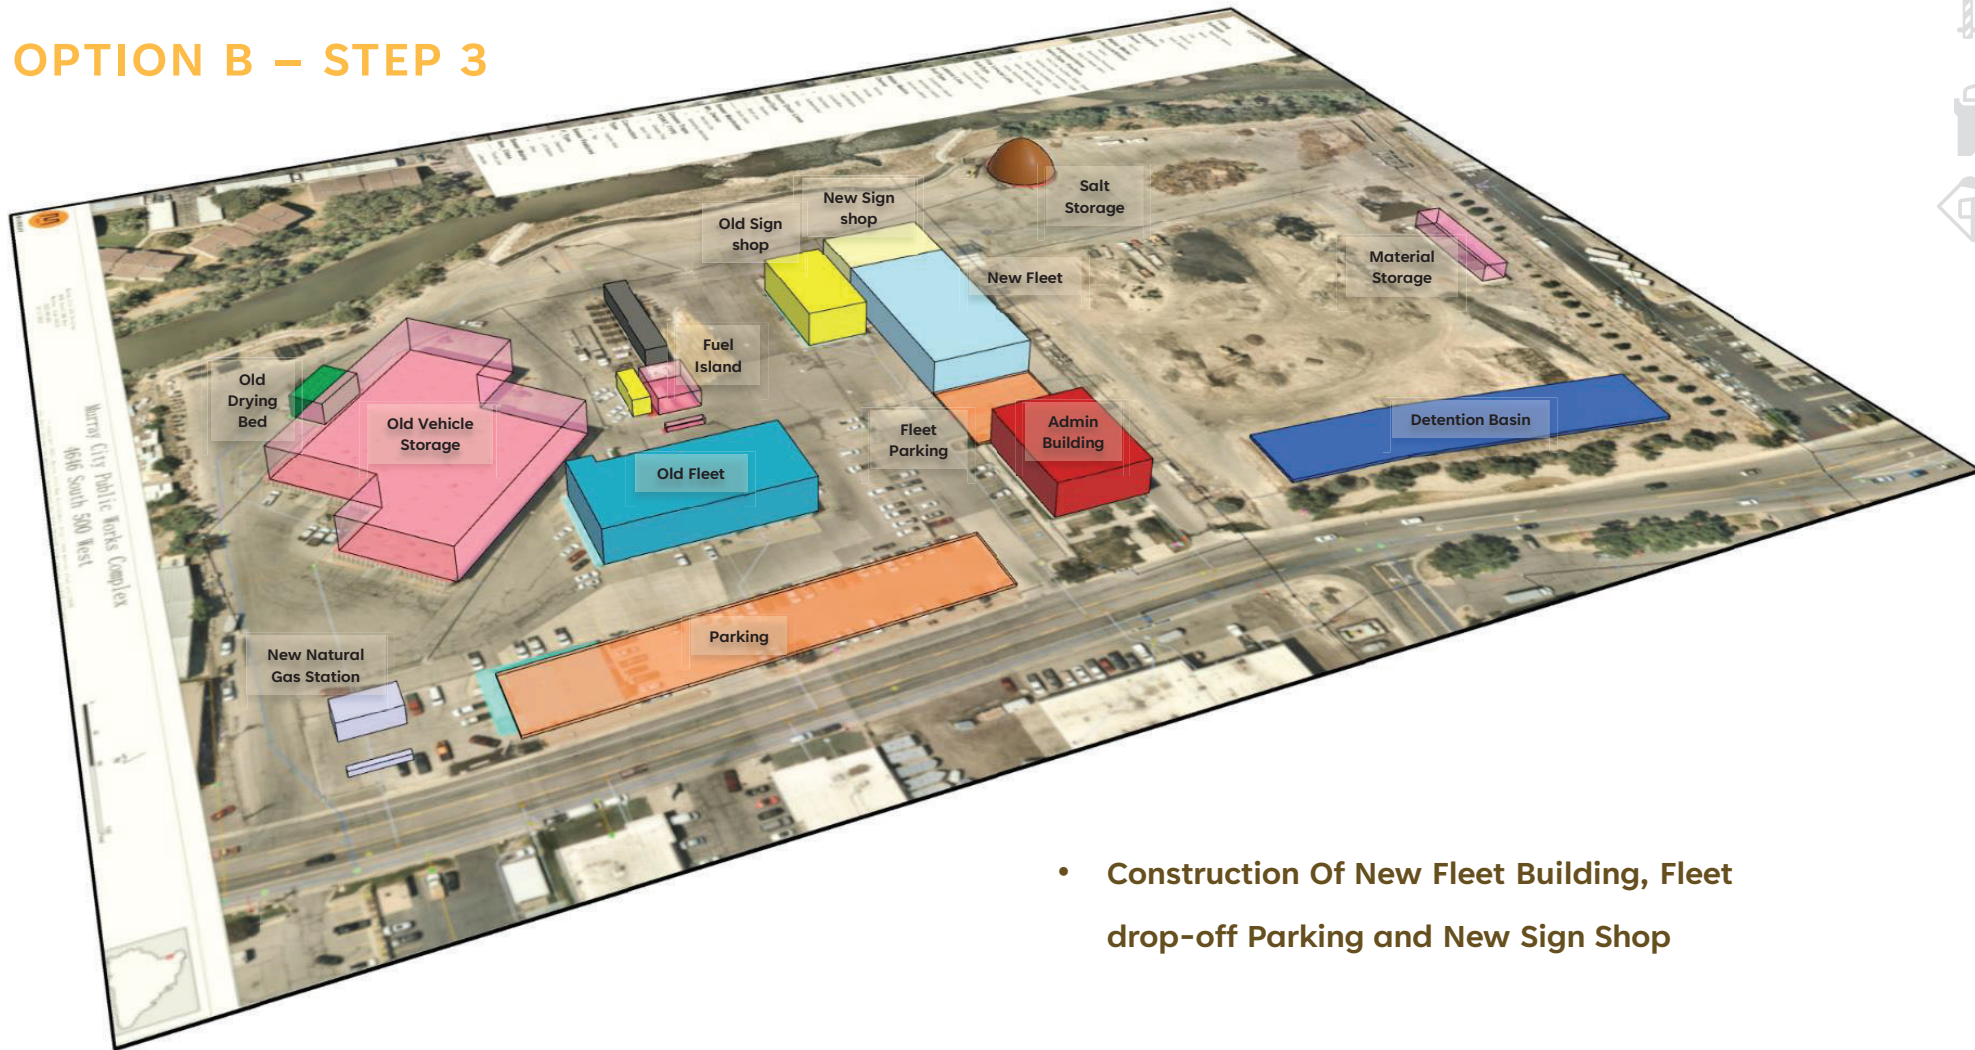 OPTION B – STEP 3
Salt
Storage
New Sign
shop
Old Sign
shop
Material
Storage
New Fleet
Fuel
Island
Old
Drying
Bed
Old Vehicle
Storage
Fleet
Parking
Admin
Building
Detention Basin
Old Fleet
Parking
New Natural
Gas Station
Murray City Public Works Complex
4646 South 500 West
• Construction Of New Fleet Building, Fleet
drop-off Parking and New Sign Shop